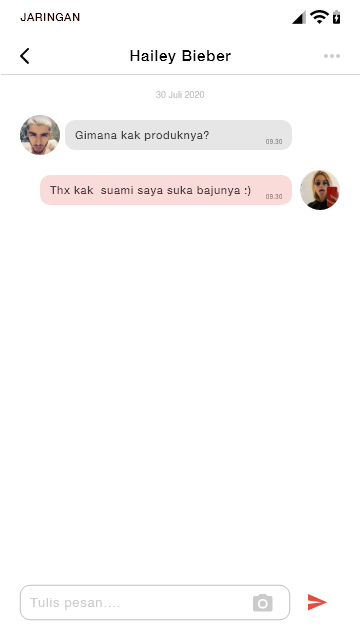 JARINGAN
Hailey Bieber
30 Juli 2020
Gimana kak produknya?
09.30
Thx kak  suami saya suka bajunya :)
09.30
Tulis pesan....